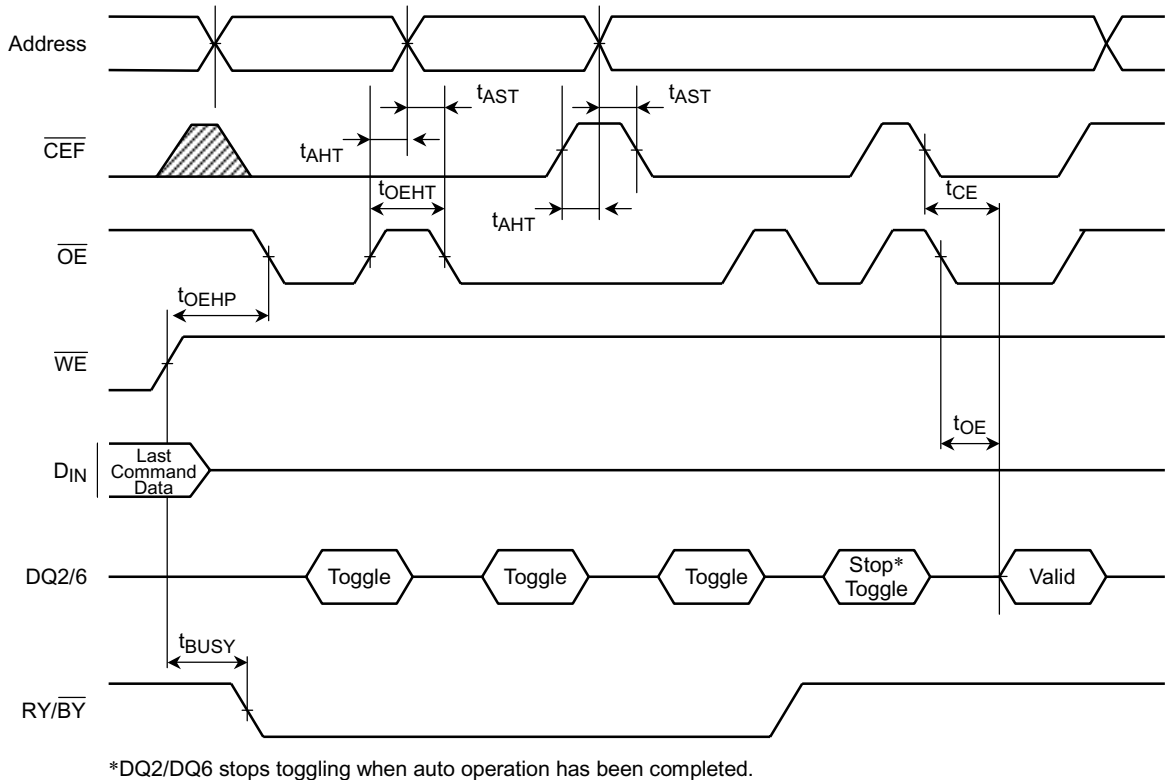 Address
tAST
tAST
CEF
tAHT
tCE
tOEHT
tAHT
OE
tOEHP
WE
tOE
DIN
Last
Command
Data
DQ2/6
Toggle
Toggle
Toggle
Stop*
Toggle
Valid
tBUSY
RY/BY
*DQ2/DQ6 stops toggling when auto operation has been completed.